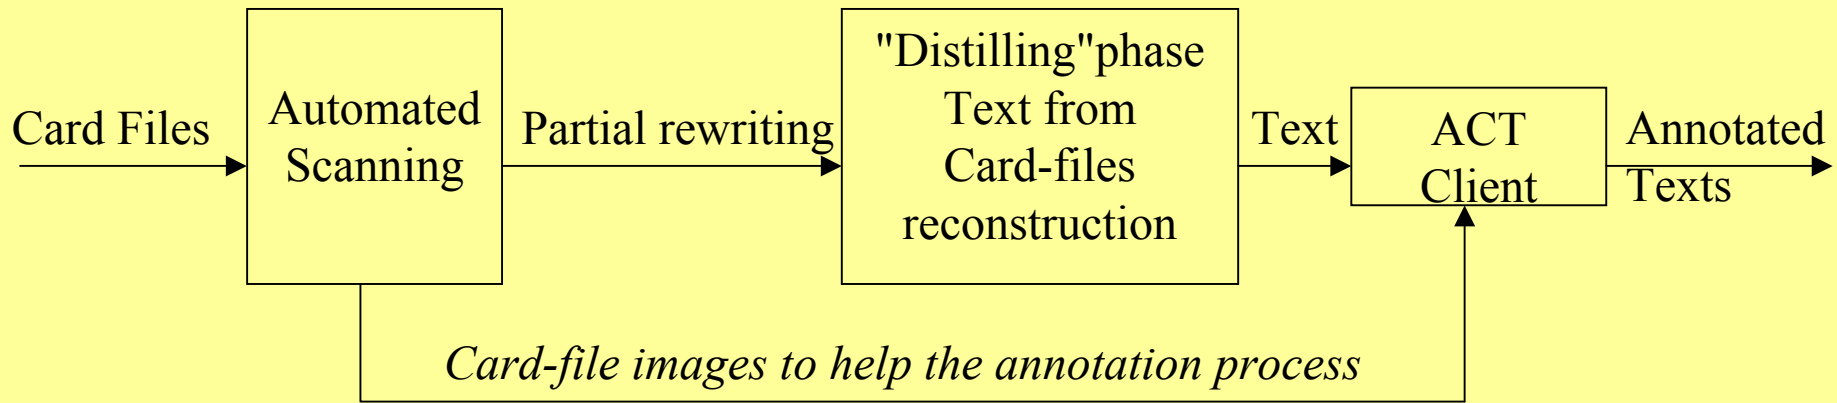 Card Files
Automated
Scanning
Partial rewriting
"Distilling"phase
Text from
Card-files
reconstruction
Text
ACT
Client
Annotated
Texts
Card-file images to help the annotation process